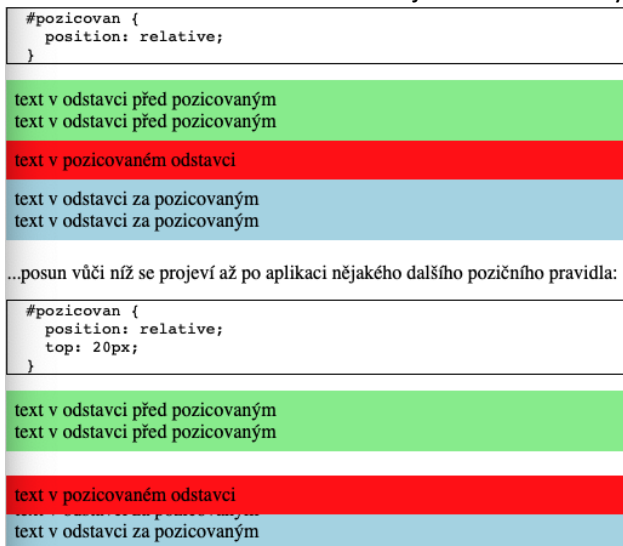 #pozicovan {
position: relative;
}
text v odstavci před pozicovaným
text v odstavci před pozicovaným
text v pozicovaném odstavci
text v odstavci za pozicovaným
text v odstavci za pozicovaným
...posun vůči níž se projeví až po aplikaci nějakého dalšího pozičního pravidla:
#pozicovan {
position: relative;
top: 20px;
}
text v odstavci před pozicovaným
text v odstavci před pozicovaným
text v pozicovaném odstavci
text v odstavci za pozicovaným